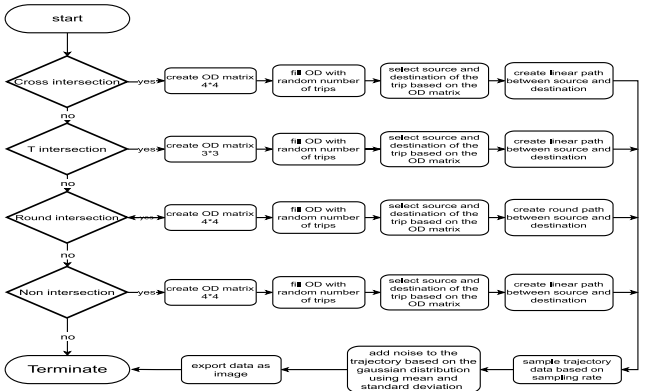 start
Cross intersection
yes
create OD matrix
4*4
fill OD with
random number
of trips
select source and
destination of the
trip based on the
OD matrix
create linear path
between source and
destination
no
T intersection
yes
create OD matrix
3*3
fill OD with
random number
of trips
select source and
destination of the
trip based on the
OD matrix
create linear path
between source and
destination
no
Round intersection
yes
create OD matrix
4*4
fill OD with
random number
of trips
select source and
destination of the
trip based on the
OD matrix
create round path
between source and
destination
no
Non intersection
yes
create OD matrix
4*4
fill OD with
random number
of trips
select source and
destination of the
trip based on the
OD matrix
create linear path
between source and
destination
no
Terminate
export data as
image
add noise to the
trajectory based on the
gaussian distribution
using mean and
standard deviation
sample trajectory
data based on
sampling rate